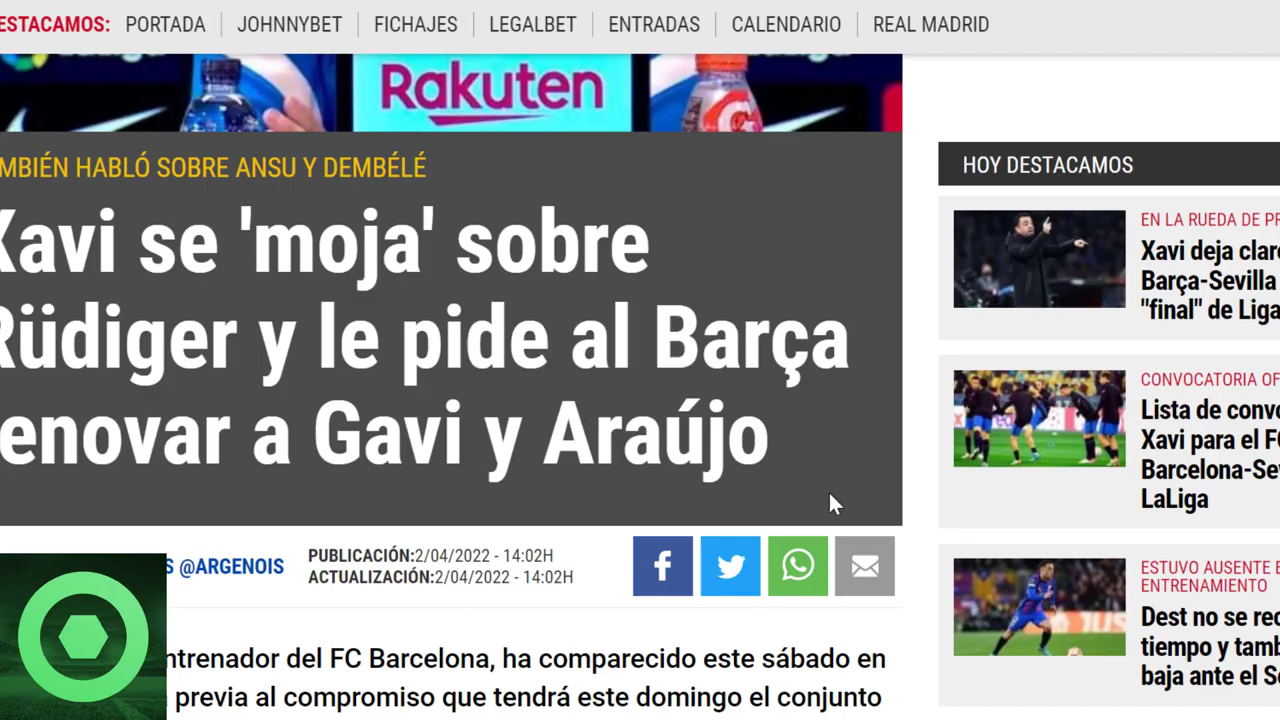 ESTACAMOS: PORTADA JOHNNYBET FICHAJES LEGALBET ENTRADAS CALENDARIO REAL MADRID
Rakuten
MBIÉN HABLÓ SOBRE ANSU Y DEMBÉLÉ
Xavi se 'moja' sobre
Rüdiger y le pide al Barça
enovar a Gavi y Araújo
S @ARGENOIS
PUBLICACIÓN:2/04/2022 - 14:02H
ACTUALIZACIÓN:2/04/2022 - 14:02H
ntrenador del FC Barcelona, ha comparecido este sábado en
previa al compromiso que tendrá este domingo el conjunto
HOY DESTACAMOS
EN LA RUEDA DE PR
Xavi deja clar
Barça-Sevilla
"final" de Liga
CONVOCATORIA OF
Lista de convo
Xavi para el F
Barcelona-Se
LaLiga
ESTUVO AUSENTE E
ENTRENAMIENTO
Dest no se re
tiempo y tamb
baja ante el S